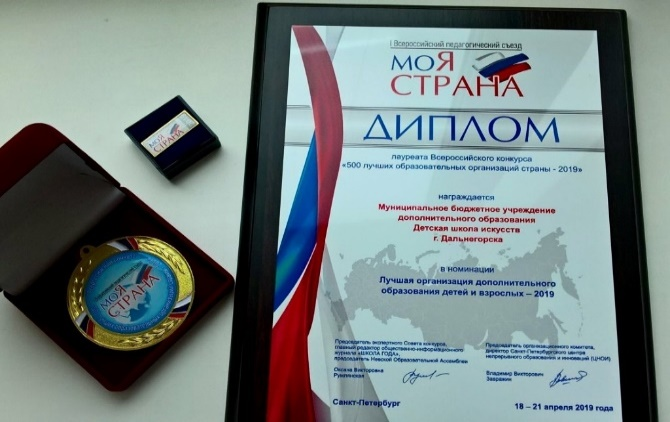 I Всероссийский педагогический съезд
МОЯ
СТРАНА
ДИПЛОМ
лауреата Всероссийского конкурса
«500 лучших образовательных организаций страны - 2019»
награждается
Муниципальное бюджетное учреждение
дополнительного образования
Детская школа искусств
г. Дальнегорска
в номинации
Лучшая организация дополнительного
образования детей и взрослых – 2019
Председатель экспертного Совета конкурса,
главный редактор общественно-информационного
журнала «ШКОЛА ГОДА»,
председатель Невской Образовательной Ассамблеи
Оксана Викторовна
Румлянская
Председатель организационного комитета,
директор Санкт-Петербургского центра
непрерывного образования и инноваций (ЦНОИ)
Владимир Викторович
Звержин
Санкт-Петербург
18 – 21 апреля 2019 года
МОЯ
СТРАНА
МОЯ
СТРАНА